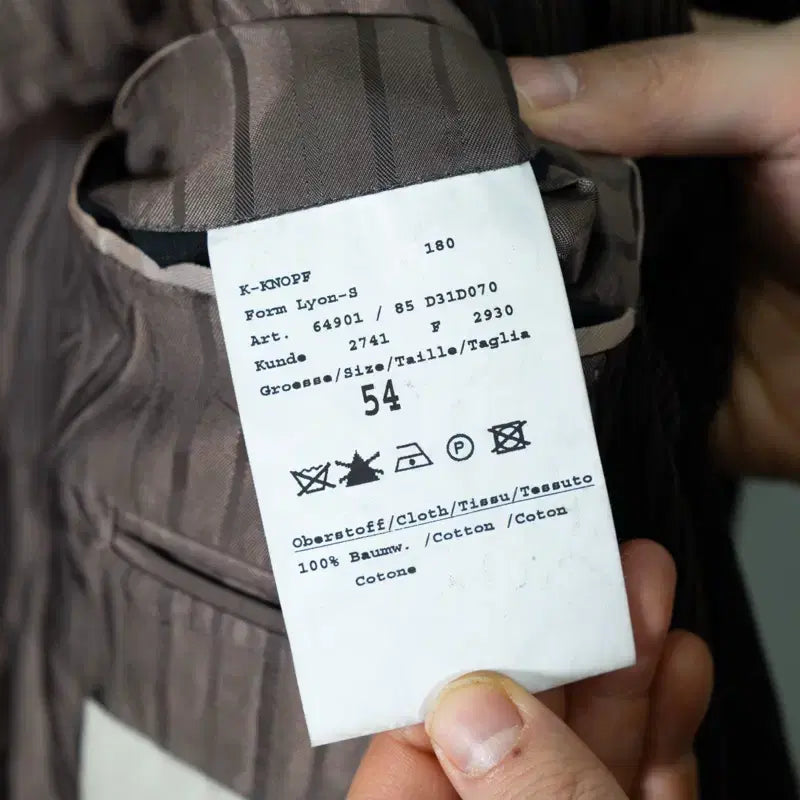 180
K-KNOPF
Form Lyon-S
Art. 64901 / 85 D31D070
Kunde 2741 F 2930
Groesse/Size/Taille/Taglia
54
P
Oberstoff/Cloth/Tissu/Tessuto
100% Baumw. /Cotton /Coton
Cotone